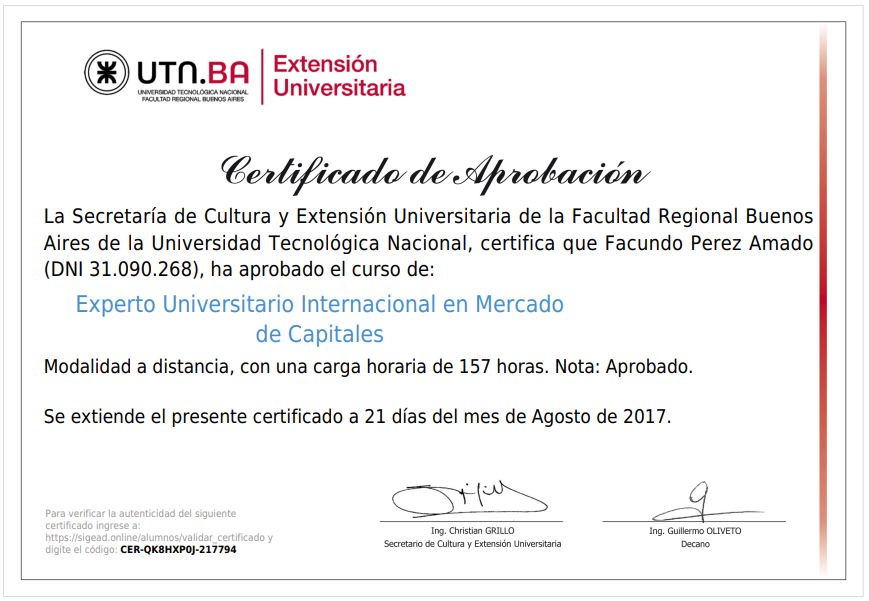 UTN.BA
UNIVERSIDAD TECNOLÓGICA NACIONAL
FACULTAD REGIONAL BUENOS AIRES
Extensión
Universitaria
Certificado de Aprobación
La Secretaría de Cultura y Extensión Universitaria de la Facultad Regional Buenos
Aires de la Universidad Tecnológica Nacional, certifica que Facundo Perez Amado
(DNI 31.090.268), ha aprobado el curso de:
Experto Universitario Internacional en Mercado
de Capitales
Modalidad a distancia, con una carga horaria de 157 horas. Nota: Aprobado.
Se extiende el presente certificado a 21 días del mes de Agosto de 2017.
Para verificar la autenticidad del siguiente
certificado ingrese a:
https://sigead.online/alumnos/validar_certificado y
digite el código: CER-QK8HXP0J-217794
Ing. Christian GRILLO
Secretario de Cultura y Extensión Universitaria
Ing. Guillermo OLIVETO
Decano